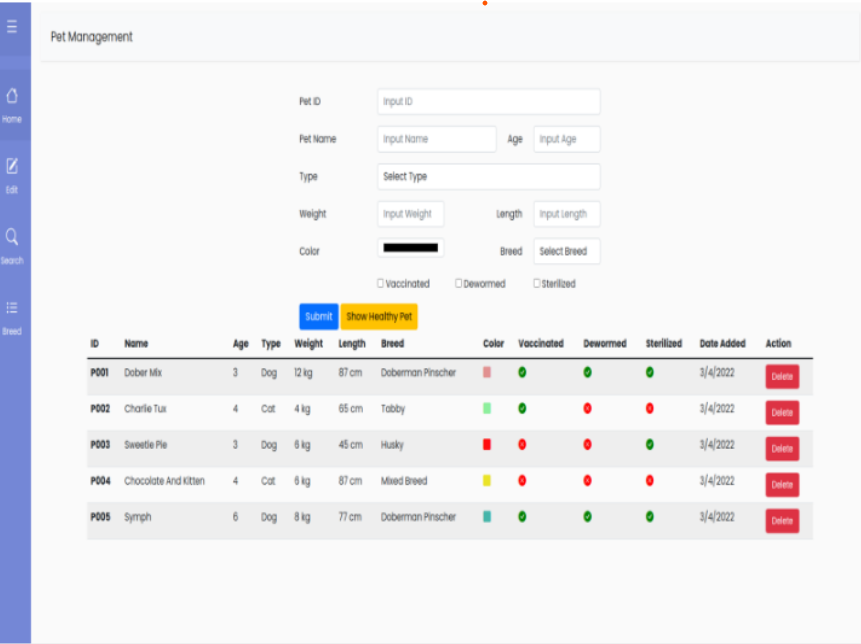 Pet Management
Home
Edit
Search
Breed
Pet ID Input ID
Pet Name Input Name Age Input Age
Type Select Type
Weight Input Weight Length Input Length
Color Breed Select Breed
Vaccinated Dewormed Sterilized
Submit Show Healthy Pet
ID Name Age Type Weight Length Breed Color Vaccinated Dewormed Sterilized Date Added Action
P001 Dober Mix 3 Dog 12 kg 87 cm Doberman Pinscher 3/4/2022 Delete
P002 Charlie Tux 4 Cat 4 kg 65 cm Tabby 3/4/2022 Delete
P003 Sweetie Pie 3 Dog 6 kg 45 cm Husky 3/4/2022 Delete
P004 Chocolate And Kitten 4 Cat 6 kg 87 cm Mixed Breed 3/4/2022 Delete
P005 Symph 6 Dog 8 kg 77 cm Doberman Pinscher 3/4/2022 Delete